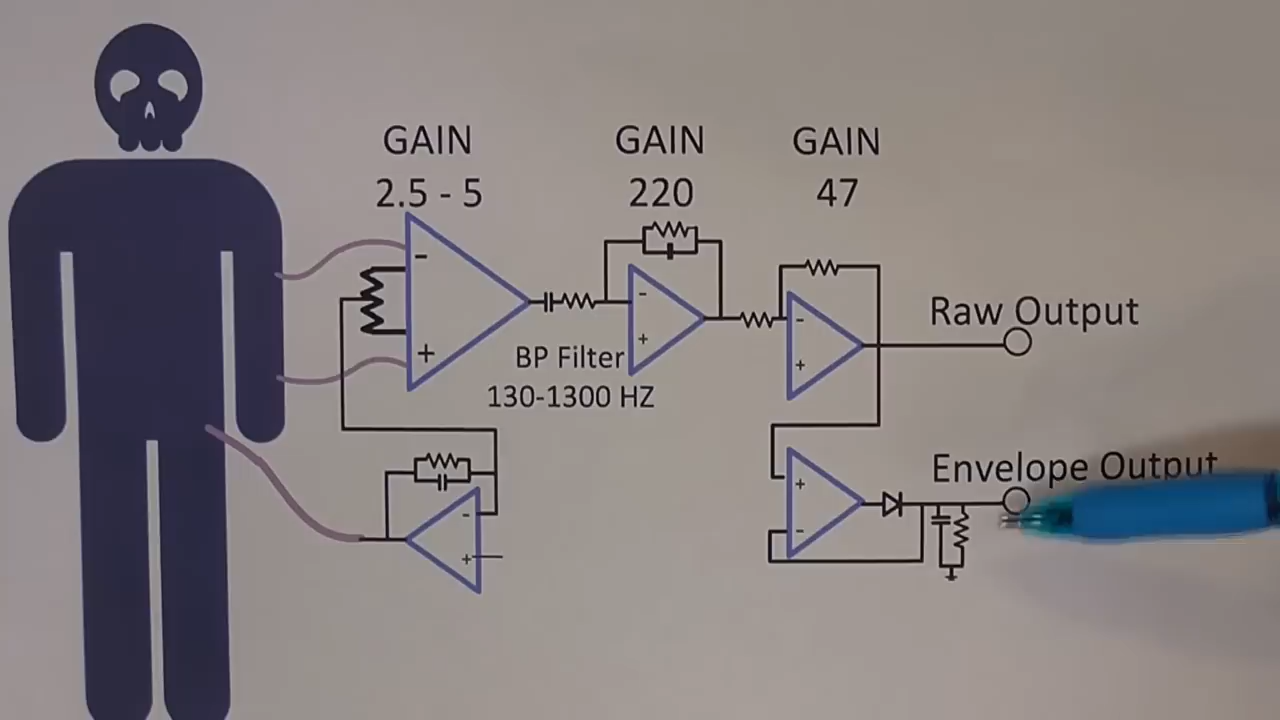 GAIN
2.5 - 5
GAIN
220
GAIN
47
-
+
BP Filter
130-1300 HZ
-
+
-
+
Raw Output
-
+
+
-
Envelope Output